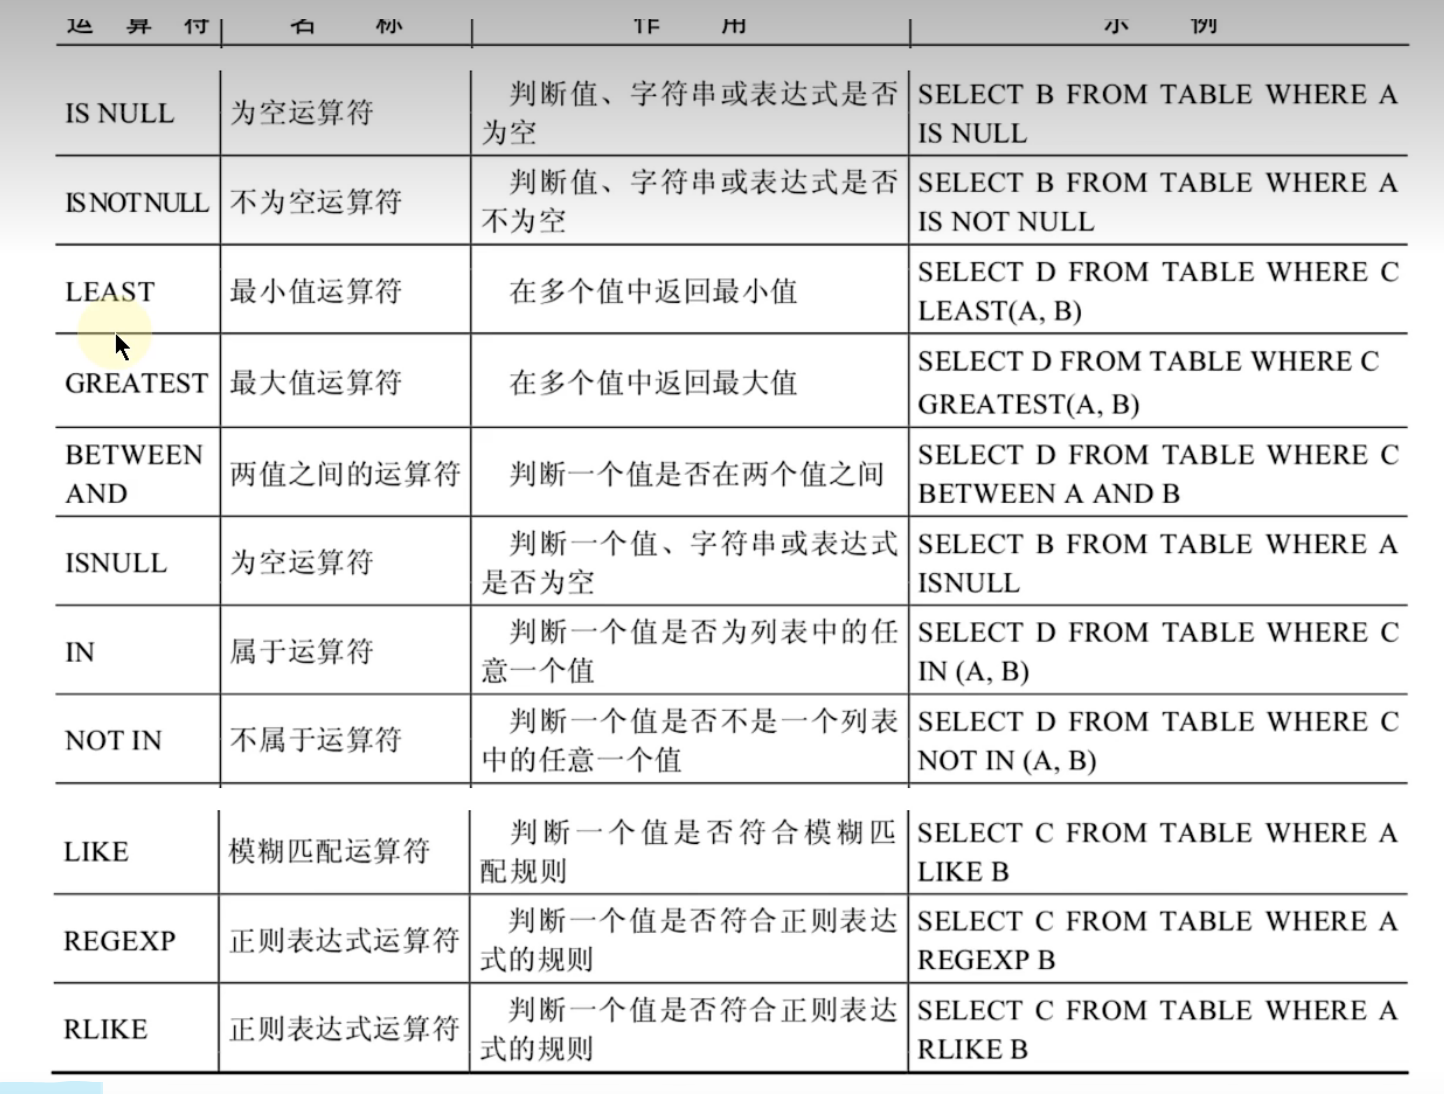 运 算 符 名 称 作 用 示 例
IS NULL 为空运算符 判断值、字符串或表达式是否 SELECT B FROM TABLE WHERE A
为空 IS NULL
IS NOT NULL 不为空运算符 判断值、字符串或表达式是否 SELECT B FROM TABLE WHERE A
不为空 IS NOT NULL
LEAST 最小值运算符 在多个值中返回最小值 SELECT D FROM TABLE WHERE C
LEAST(A, B)
GREATEST 最大值运算符 在多个值中返回最大值 SELECT D FROM TABLE WHERE C
GREATEST(A, B)
BETWEEN 两值之间的运算符 判断一个值是否在两个值之间 SELECT D FROM TABLE WHERE C
AND BETWEEN A AND B
ISNULL 为空运算符 判断一个值、字符串或表达式 SELECT B FROM TABLE WHERE A
是否为空 ISNULL
IN 属于运算符 判断一个值是否为列表中的任 SELECT D FROM TABLE WHERE C
意一个值 IN (A, B)
NOT IN 不属于运算符 判断一个值是否不是一个列表 SELECT D FROM TABLE WHERE C
中的任意一个值 NOT IN (A, B)
LIKE 模糊匹配运算符 判断一个值是否符合模糊匹 SELECT C FROM TABLE WHERE A
配规则 LIKE B
REGEXP 正则表达式运算符 判断一个值是否符合正则表达 SELECT C FROM TABLE WHERE A
式的规则 REGEXP B
RLIKE 正则表达式运算符 判断一个值是否符合正则表达 SELECT C FROM TABLE WHERE A
式的规则 RLIKE B